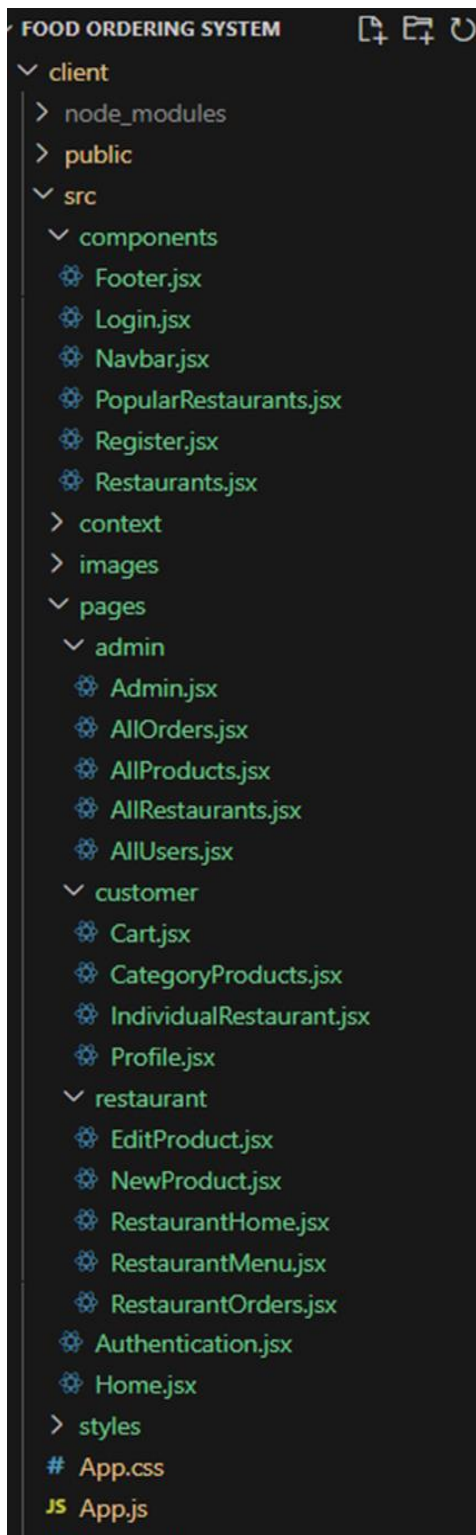 FOOD ORDERING SYSTEM
client
node_modules
public
src
components
Footer.jsx
Login.jsx
Navbar.jsx
PopularRestaurants.jsx
Register.jsx
Restaurants.jsx
context
images
pages
admin
Admin.jsx
AllOrders.jsx
AllProducts.jsx
AllRestaurants.jsx
AllUsers.jsx
customer
Cart.jsx
CategoryProducts.jsx
IndividualRestaurant.jsx
Profile.jsx
restaurant
EditProduct.jsx
NewProduct.jsx
RestaurantHome.jsx
RestaurantMenu.jsx
RestaurantOrders.jsx
Authentication.jsx
Home.jsx
styles
# App.css
JS App.js